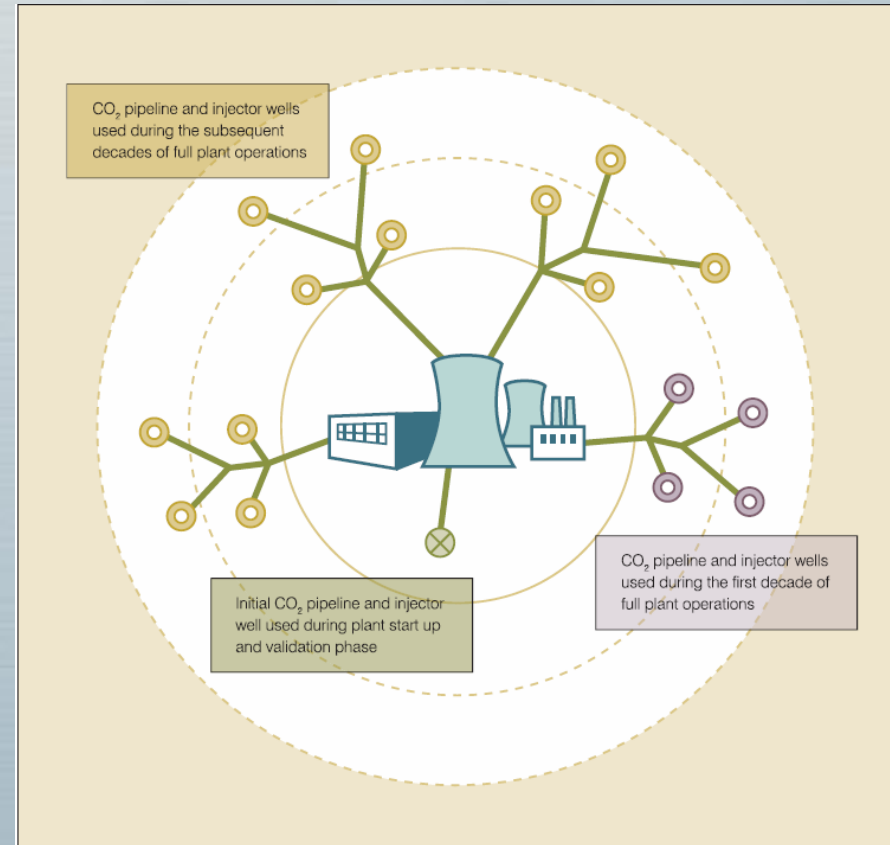 CO₂ pipeline and injector wells
used during the subsequent
decades of full plant operations
CO₂ pipeline and injector wells
used during the first decade of
full plant operations
Initial CO₂ pipeline and injector
well used during plant start up
and validation phase